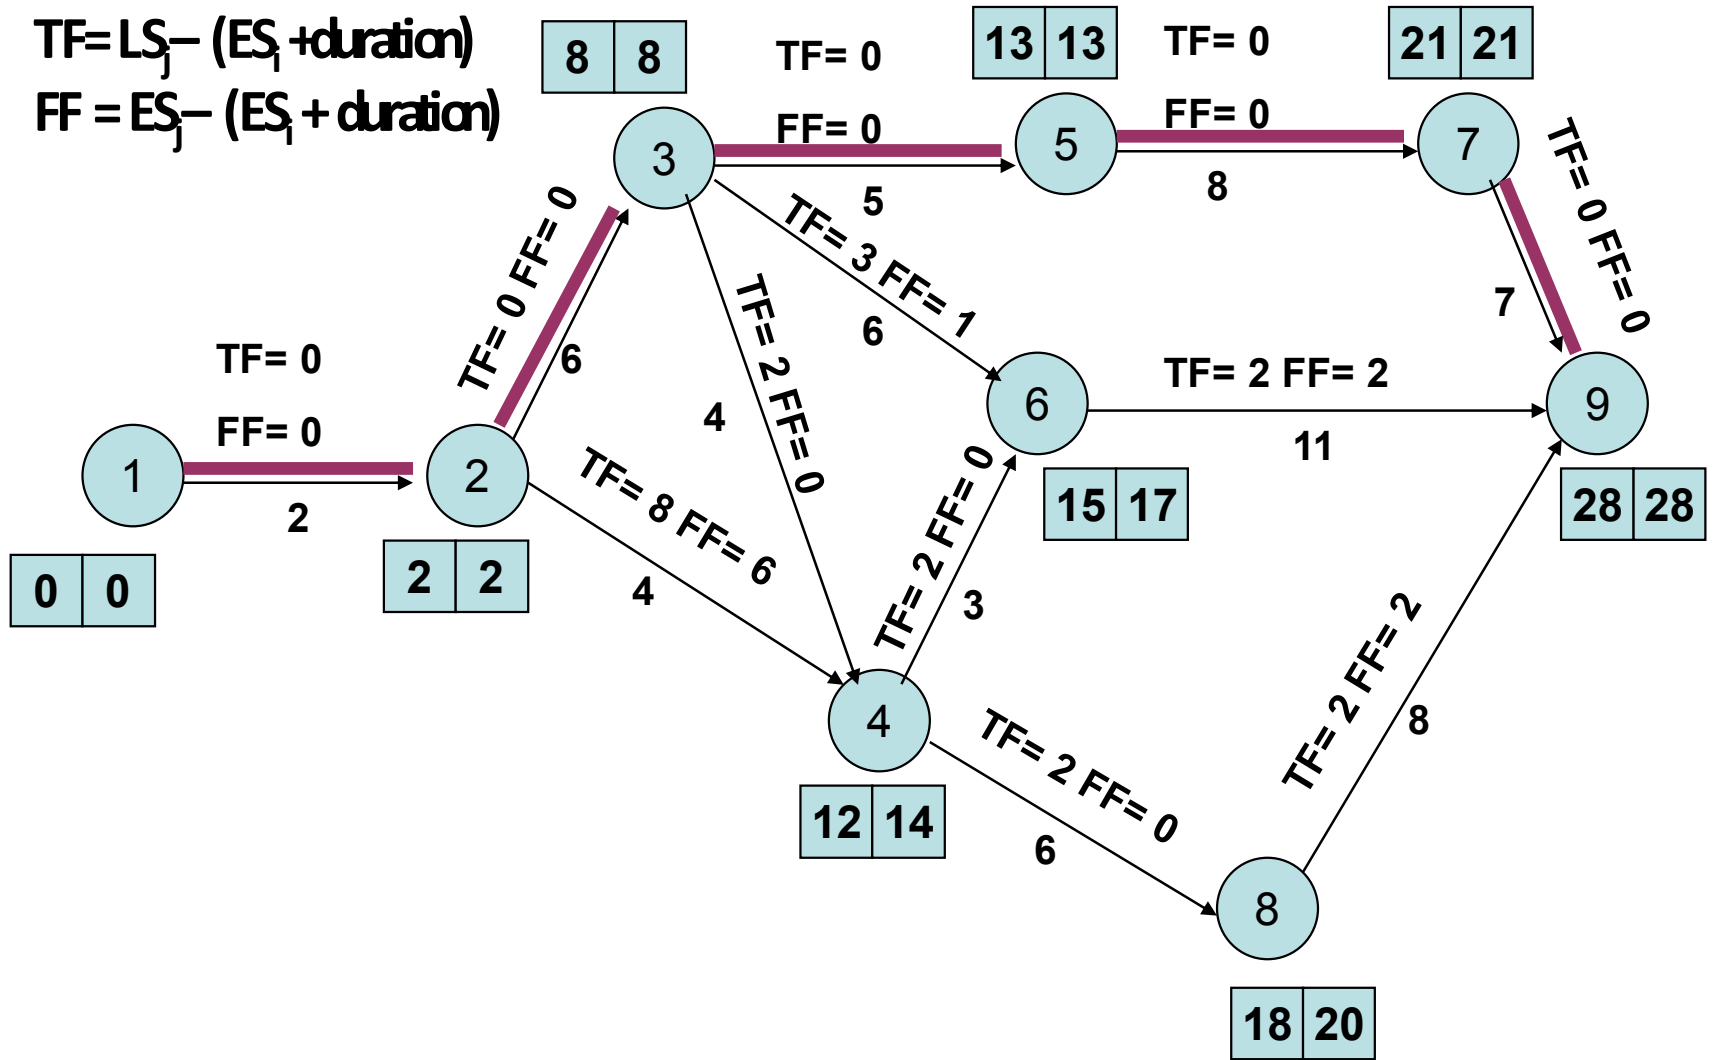 TF= LSj– (ESi +duration)
FF = ESj– (ESi + duration)
8 8
TF= 0
FF= 0
13 13
TF= 0
FF= 0
21 21
3
5
7
5
8
TF= 0 FF= 0
TF= 3 FF= 1
6
TF= 2 FF= 0
4
TF= 0 FF= 0
7
TF= 0
FF= 0
6
1
2
2
0 0
2 2
TF= 8 FF= 6
4
6
TF= 2 FF= 2
11
9
15 17
28 28
TF= 2 FF= 0
3
4
12 14
TF= 2 FF= 0
6
TF= 2 FF= 2
8
8
18 20